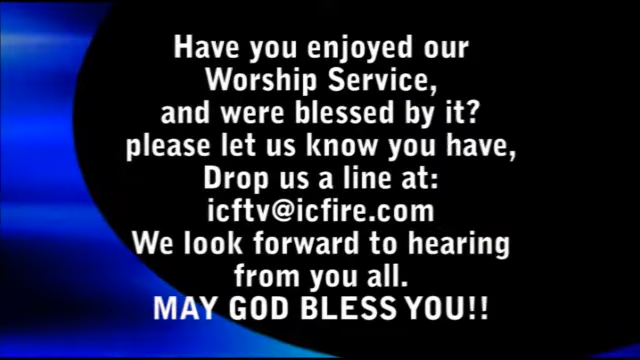 Have you enjoyed our
Worship Service,
and were blessed by it?
please let us know you have,
Drop us a line at:
icftv@icfire.com
We look forward to hearing
from you all.
MAY GOD BLESS YOU!!